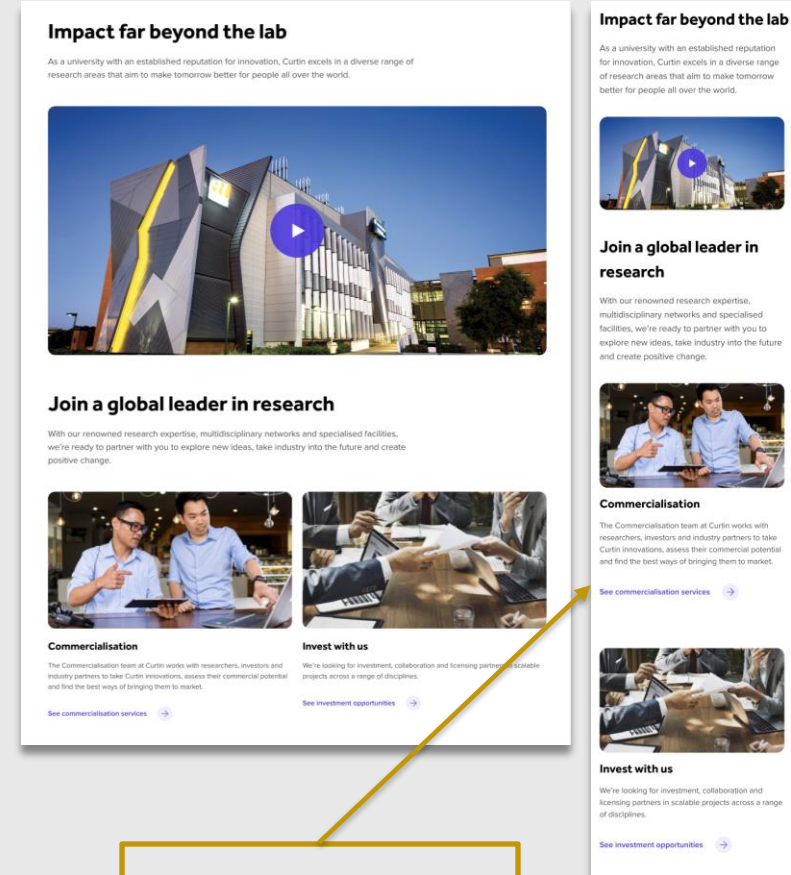 Impact far beyond the lab
As a university with an established reputation for innovation, Curtin excels in a diverse range of
research areas that aim to make tomorrow better for people all over the world.
Join a global leader in research
With our renowned research expertise, multidisciplinary networks and specialised facilities,
we're ready to partner with you to explore new ideas, take industry into the future and create
positive change.
Commercialisation
The Commercialisation team at Curtin works with researchers, investors and
industry partners to take Curtin innovations, assess their commercial potential
and find the best ways of bringing them to market.
See commercialisation services
Invest with us
We're looking for investment, collaboration and licensing partners in scalable
projects across a range of disciplines.
See investment opportunities
Impact far beyond the lab
As a university with an established reputation
for innovation, Curtin excels in a diverse range
of research areas that aim to make tomorrow
better for people all over the world.
Join a global leader in
research
With our renowned research expertise,
multidisciplinary networks and specialised
facilities, we're ready to partner with you to
explore new ideas, take industry into the future
and create positive change.
Commercialisation
The Commercialisation team at Curtin works with
researchers, investors and industry partners to take
Curtin innovations, assess their commercial potential
and find the best ways of bringing them to market.
See commercialisation services
Invest with us
We're looking for investment, collaboration and
licensing partners in scalable projects across a range
of disciplines.
See investment opportunities